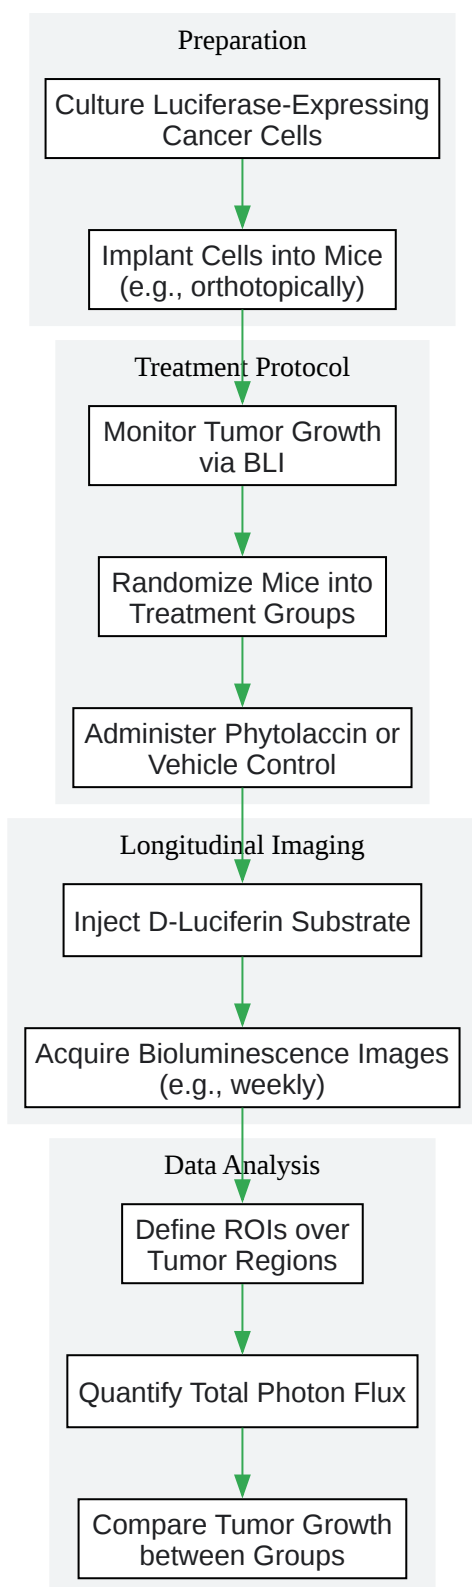 Preparation
Culture Luciferase-Expressing
Cancer Cells
Implant Cells into Mice
(e.g., orthotopically)
Treatment Protocol
Monitor Tumor Growth
via BLI
Randomize Mice into
Treatment Groups
Administer Phytolaccin or
Vehicle Control
Longitudinal Imaging
Inject D-Luciferin Substrate
Acquire Bioluminescence Images
(e.g., weekly)
Data Analysis
Define ROIs over
Tumor Regions
Quantify Total Photon Flux
Compare Tumor Growth
between Groups